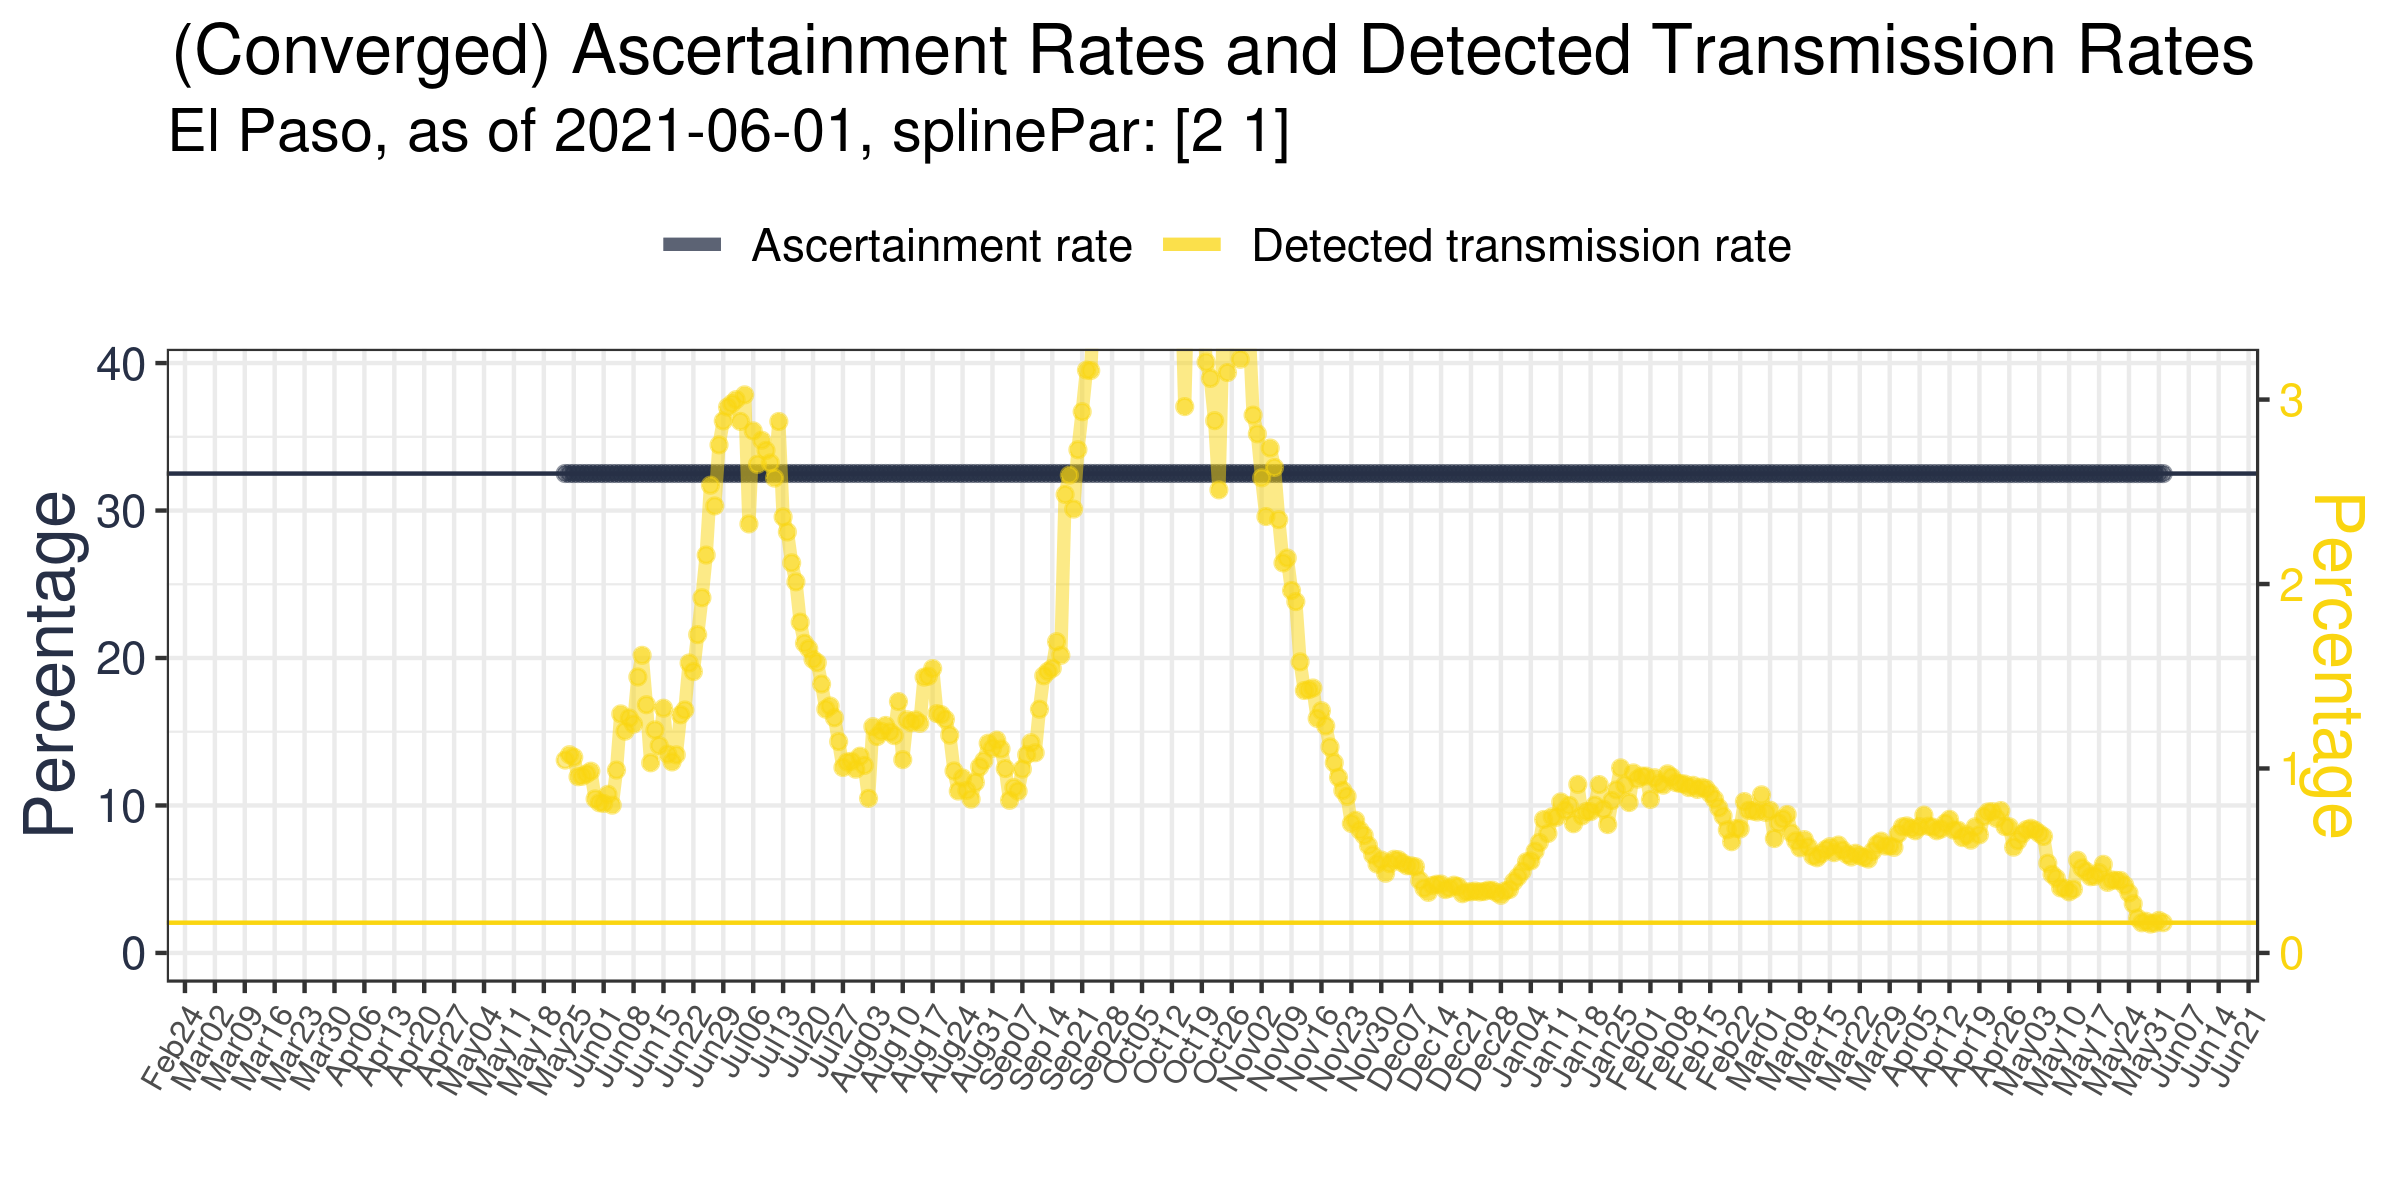 (Converged) Ascertainment Rates and Detected Transmission Rates
El Paso, as of 2021-06-01, splinePar: [2 1]
Ascertainment rate
Detected transmission rate
Percentage
40
30
20
10
0
3
2
1
0
Percentage
Feb24
Mar02
Mar09
Mar16
Mar23
Mar30
Apr06
Apr13
Apr20
Apr27
May04
May11
May18
May25
Jun01
Jun08
Jun15
Jun22
Jun29
Jul06
Jul13
Jul20
Jul27
Aug03
Aug10
Aug17
Aug24
Aug31
Sep07
Sep14
Sep21
Sep28
Oct05
Oct12
Oct19
Oct26
Nov02
Nov09
Nov16
Nov23
Nov30
Dec07
Dec14
Dec21
Dec28
Jan04
Jan11
Jan18
Jan25
Feb01
Feb08
Feb15
Feb22
Mar01
Mar08
Mar15
Mar22
Mar29
Apr05
Apr12
Apr19
Apr26
May03
May10
May17
May24
May31
Jun07
Jun14
Jun21